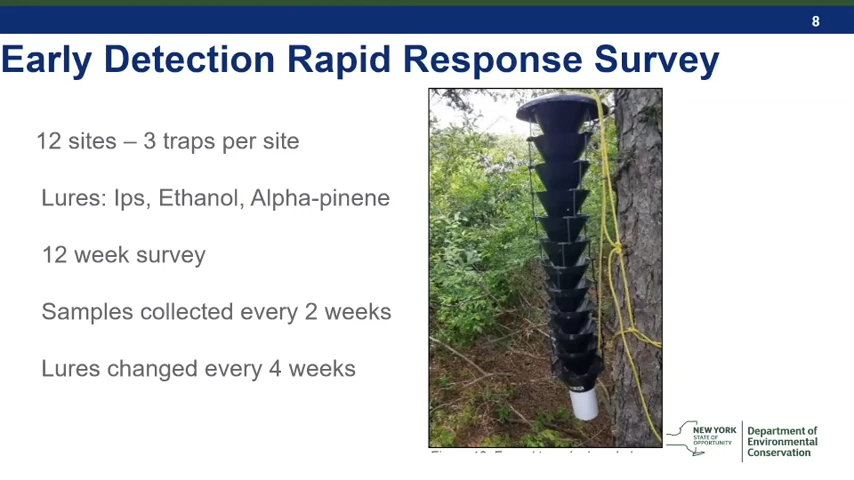 8
Early Detection Rapid Response Survey
12 sites – 3 traps per site
Lures: Ips, Ethanol, Alpha-pinene
12 week survey
Samples collected every 2 weeks
Lures changed every 4 weeks
NEW YORK
STATE OF
OPPORTUNITY
Department of
Environmental
Conservation